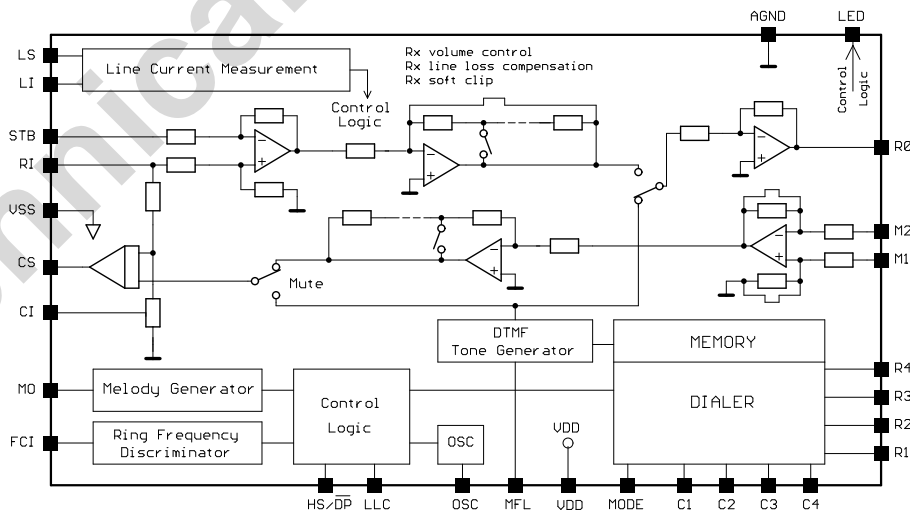 AGND
LED
LS
LI
Line Current Measurement
Rx volume control
Rx line loss compensation
Rx soft clip
Control
Logic
Control
Logic
STB
RI
RO
VSS
M2
M1
CS
Mute
CI
DTMF
Tone Generator
MEMORY
DIALER
MO
Melody Generator
Control
Logic
FCI
Ring Frequency
Discriminator
OSC
VDD
R4
R3
R2
R1
HS/DP
LLC
OSC
MFL
VDD
MODE
C1
C2
C3
C4